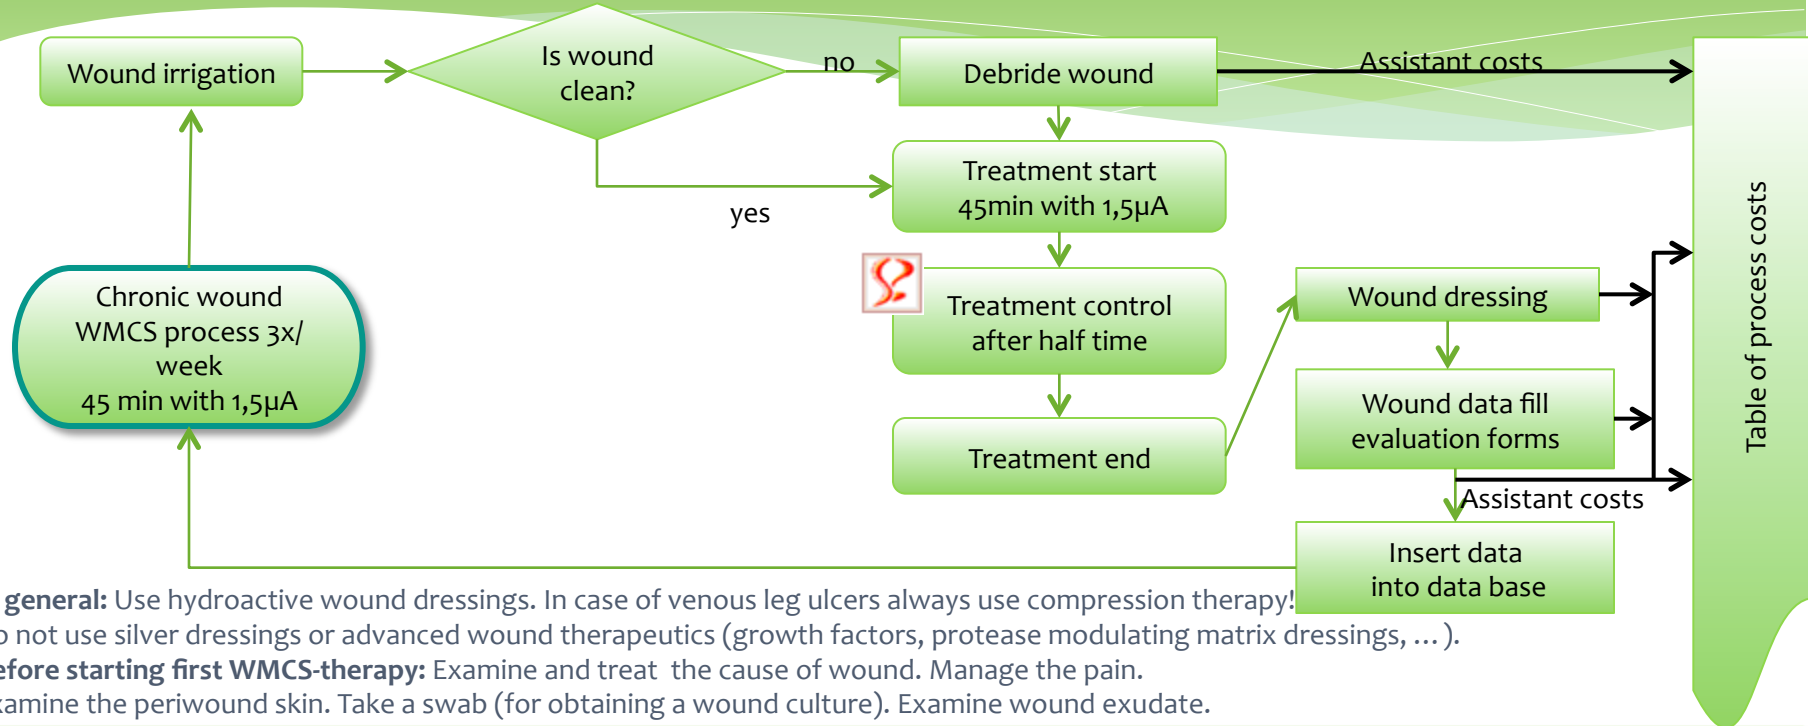 Wound irrigation
Is wound
clean?
no
Debride wound
Assistant costs
yes
Treatment start
45min with 1,5µA
Chronic wound
WMCS process 3x/
week
45 min with 1,5µA
Treatment control
after half time
Treatment end
Wound dressing
Wound data fill
evaluation forms
Assistant costs
Insert data
into data base
Table of process costs
general: Use hydroactive wound dressings. In case of venous leg ulcers always use compression therapy!
o not use silver dressings or advanced wound therapeutics (growth factors, protease modulating matrix dressings, …).
efore starting first WMCS-therapy: Examine and treat the cause of wound. Manage the pain.
xamine the periwound skin. Take a swab (for obtaining a wound culture). Examine wound exudate.